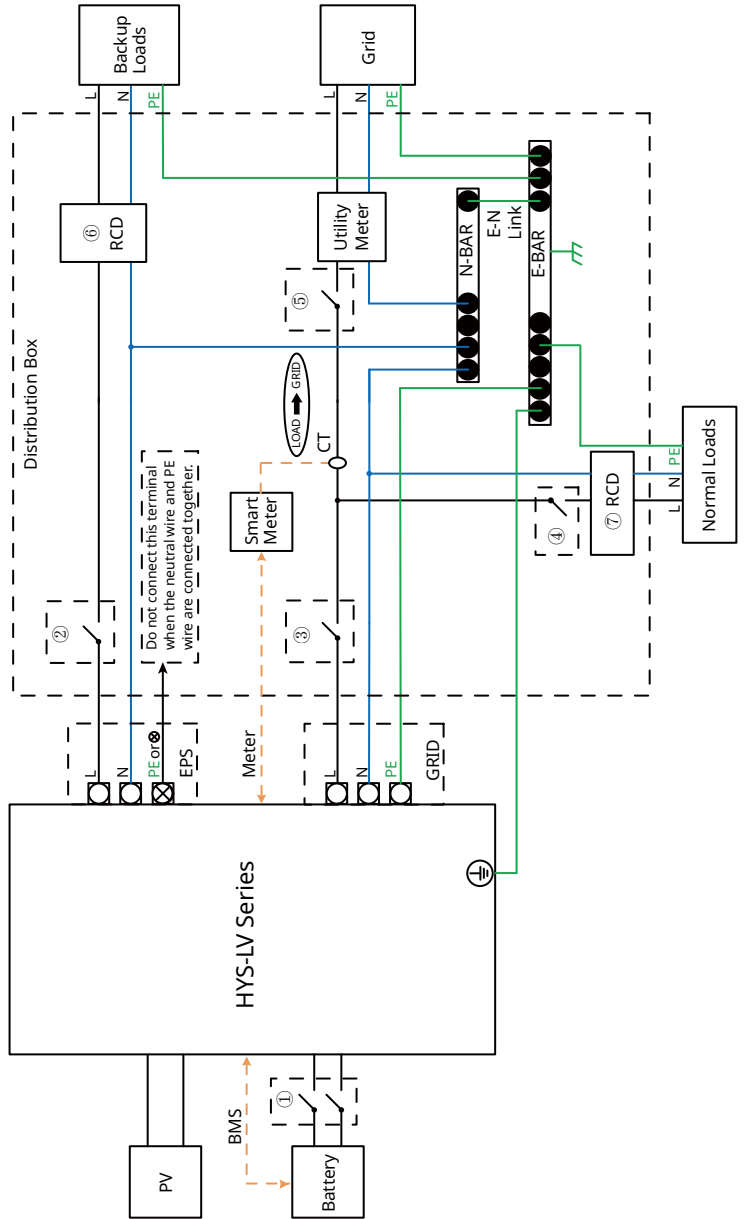 Distribution Box
Backup
Loads
L
N
PE
⑥
RCD
②
Do not connect this terminal
when the neutral wire and PE
wire are connected together.
L
N
PE or⊗
EPS
Grid
L
N
PE
Utility
Meter
⑤
LOAD ➡ GRID
CT
Smart
Meter
③
Meter
L
N
PE
GRID
N-BAR
E-N
Link
E-BAR
④
⑦ RCD
L
N
PE
Normal Loads
HYS-LV Series
PV
BMS
①
Battery